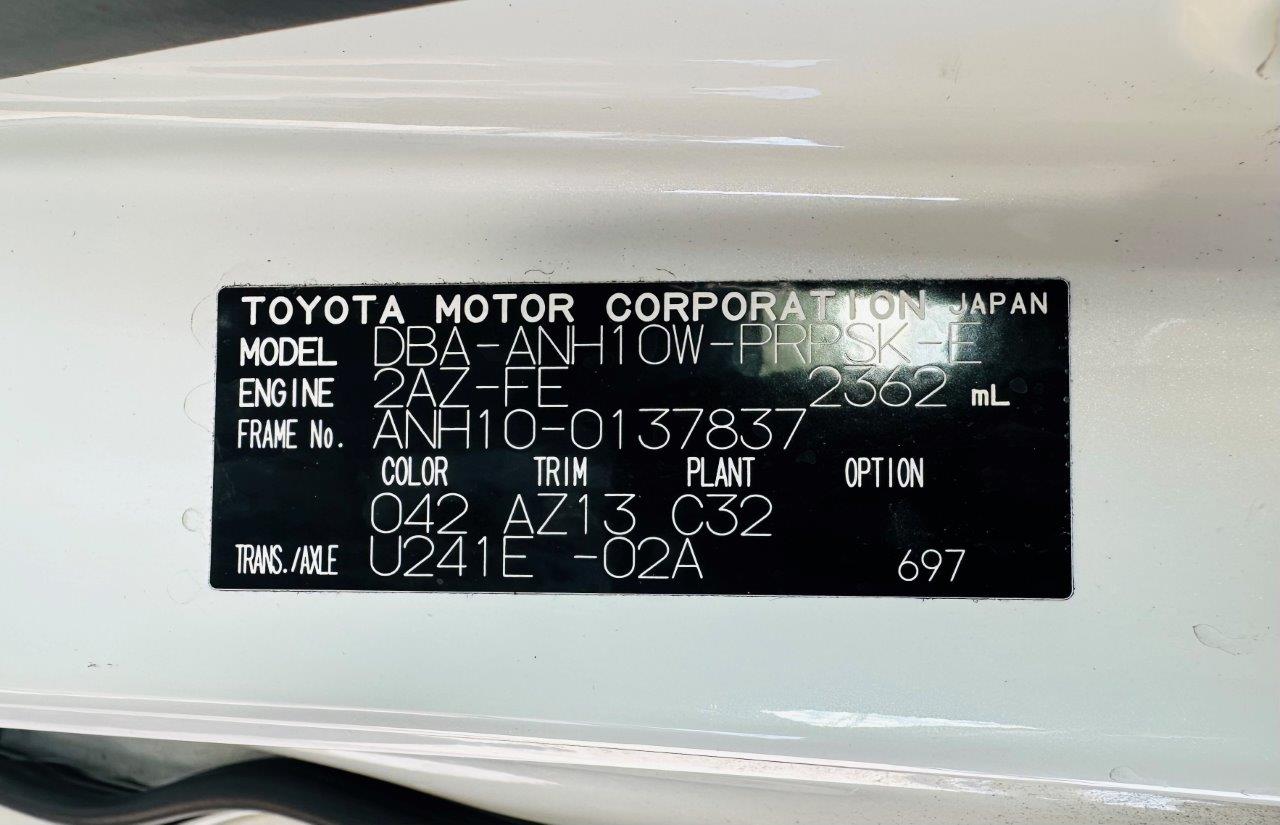 TOYOTA MOTOR CORPORATION JAPAN
MODEL DBA-ANH10W-PRPSK-E
ENGINE 2AZ-FE 2362 mL
FRAME No. ANH10-0137837
COLOR TRIM PLANT OPTION
042 AZ13 C32
TRANS./AXLE U241E -02A 697